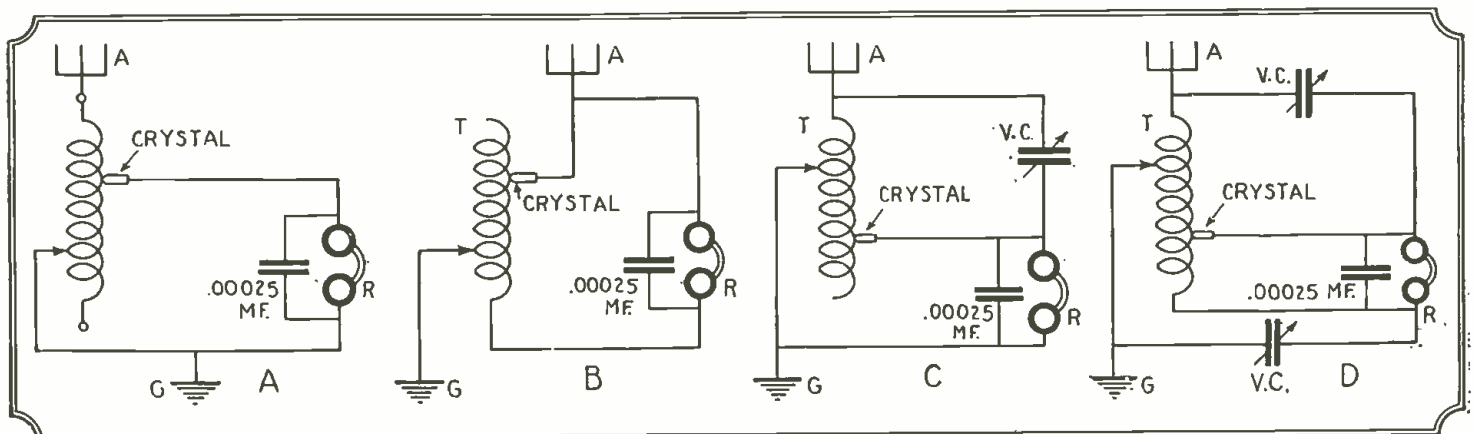 A
CRYSTAL
.00025
MF.
R
G
A
A
T
CRYSTAL
.00025
MF.
R
G
B
A
T
V.C.
CRYSTAL
.00025
MF.
R
G
C
A
V.C.
T
CRYSTAL
.00025 MF.
R
G
V.C.
D